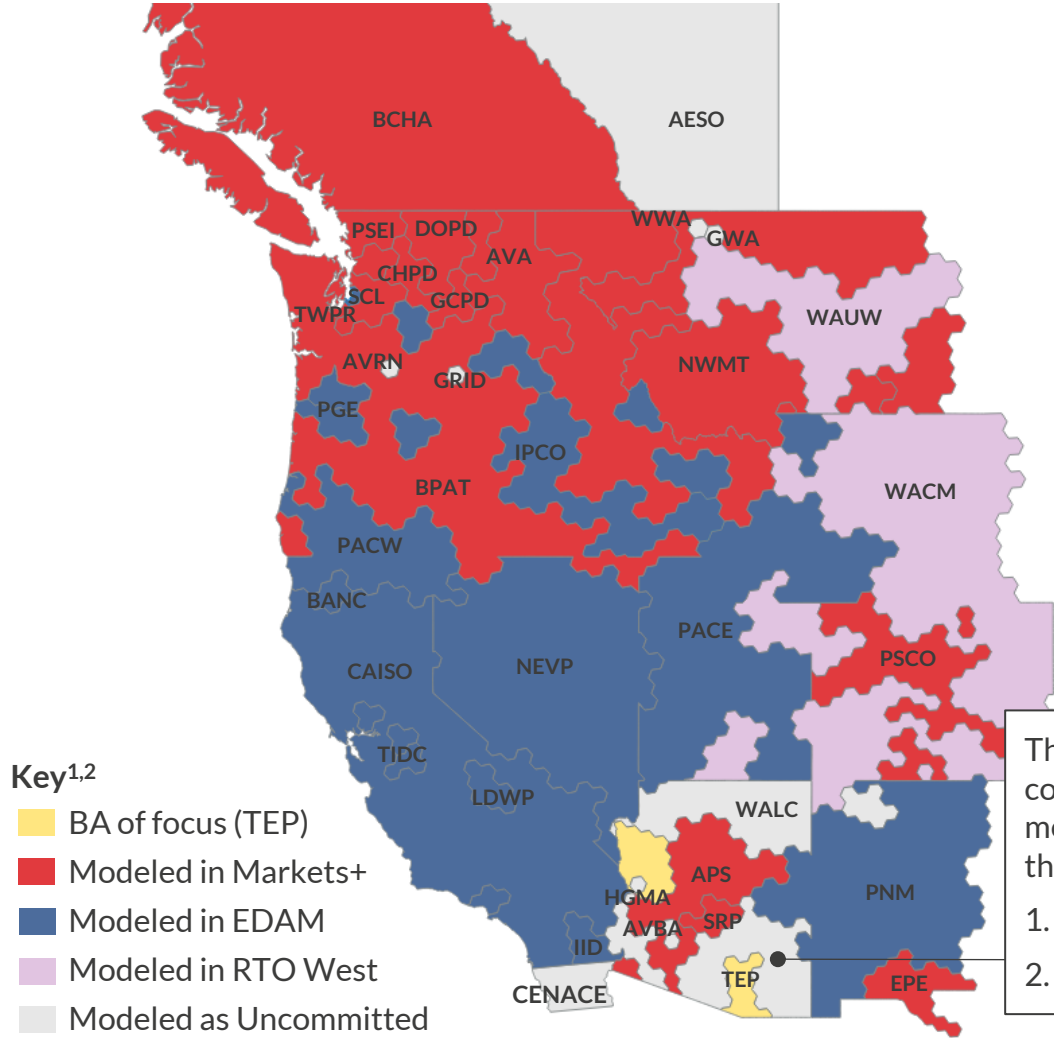 BCHA
AESO
WWA
GWA
PSEI
DOPD
AVA
CHPD
SCL
GCPD
TWPR
WAUW
AVRN
GRID
NWMT
PGE
IPCO
BPAT
WACM
PACW
BANC
PACE
PSCO
CAISO
NEVP
TIDC
LDWP
WALC
APS
PNM
HGMA
AVBA
SRP
IID
TEP
EPE
CENACE
Key1,2
BA of focus (TEP)
Modeled in Markets+
Modeled in EDAM
Modeled in RTO West
Modeled as Uncommitted
Th
co
mo
th
1.
2.